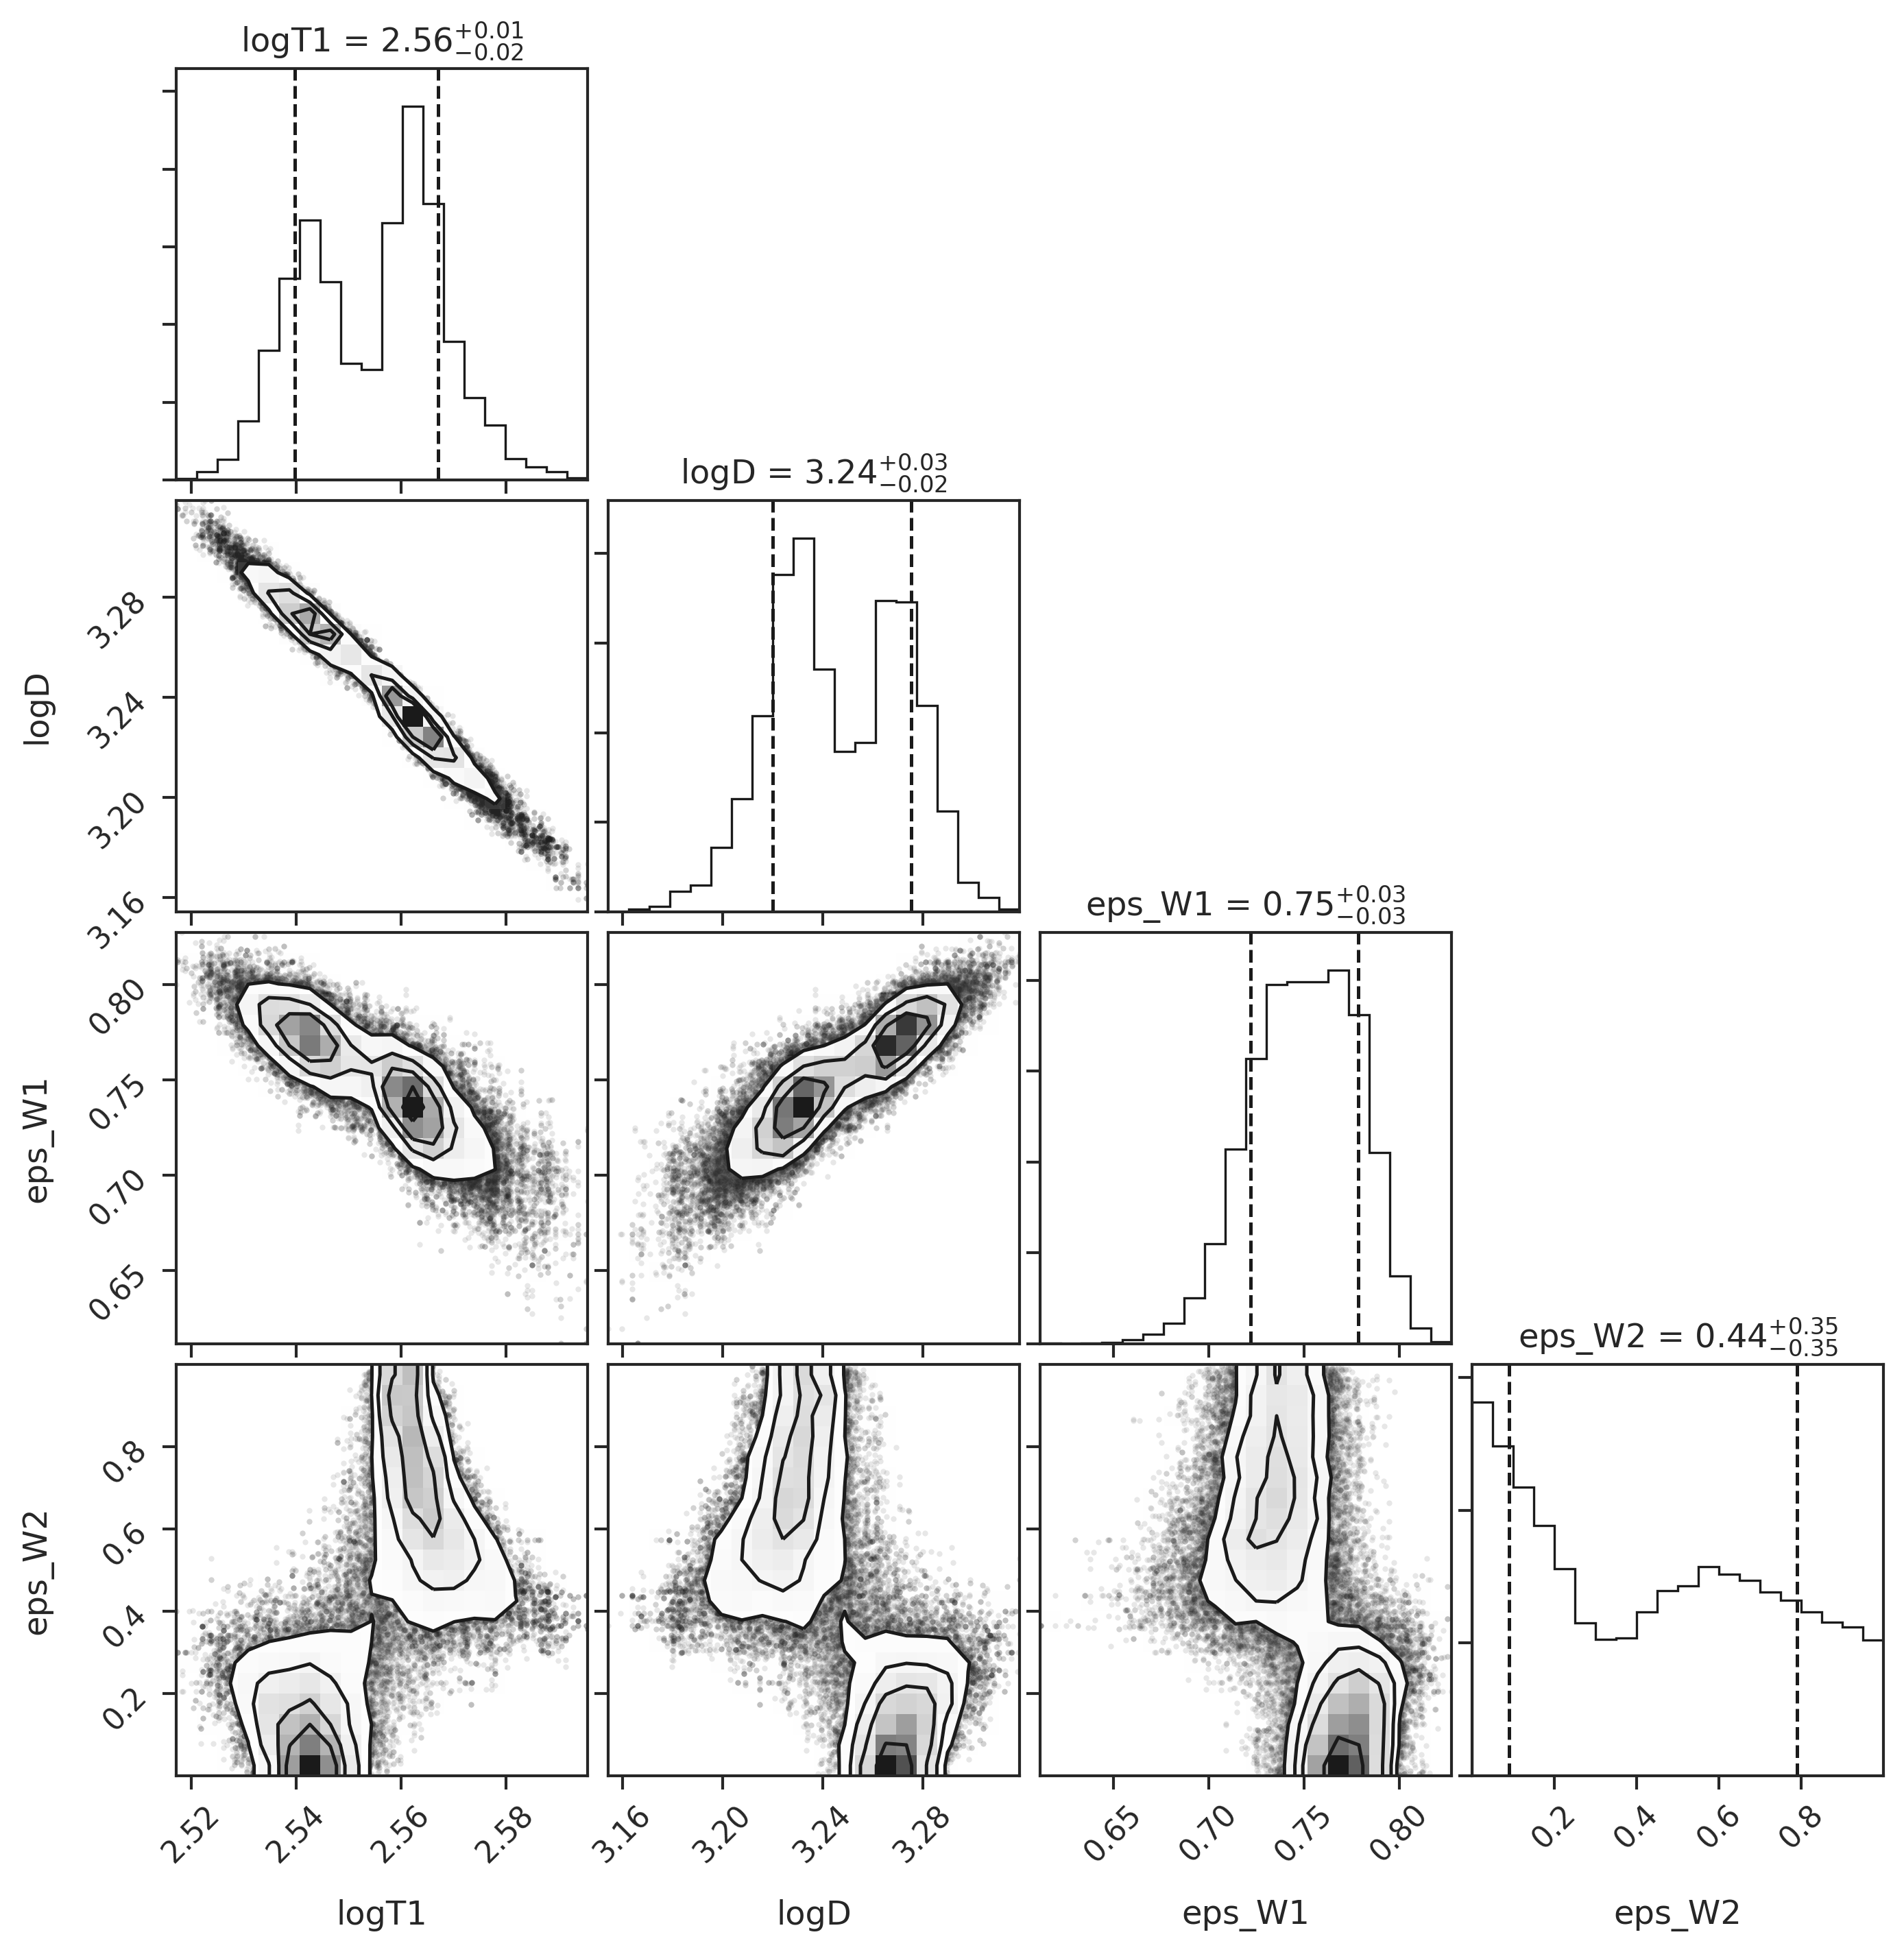 logT1 = 2.56+0.01−0.02
logD = 3.24+0.03−0.02
logD
3.28
3.24
3.20
3.16
eps_W1 = 0.75+0.03−0.03
eps_W1
0.80
0.75
0.70
0.65
eps_W2 = 0.44+0.35−0.35
eps_W2
0.8
0.6
0.4
0.2
2.52 2.54 2.56 2.58 3.16 3.20 3.24 3.28 0.65 0.70 0.75 0.80 0.2 0.4 0.6 0.8
logT1 logD eps_W1 eps_W2